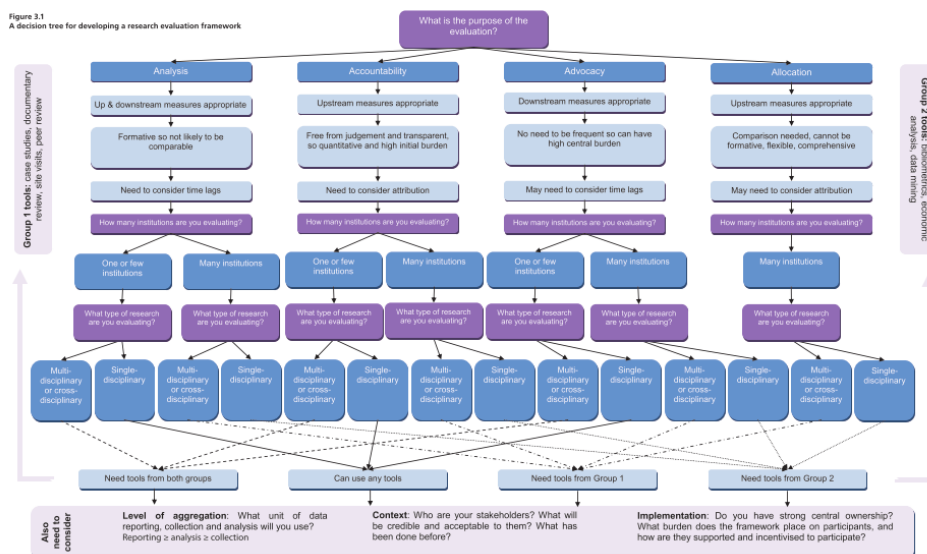 Figure 3.1
A decision tree for developing a research evaluation framework
What is the purpose of the
evaluation?
Analysis
Accountability
Advocacy
Allocation
Up & downstream measures appropriate
Upstream measures appropriate
Downstream measures appropriate
Upstream measures appropriate
Formative so not likely to be
comparable
Free from judgement and transparent,
so quantitative and high initial burden
No need to be frequent so can have
high central burden
Comparison needed, cannot be
formative, flexible, comprehensive
Need to consider time lags
Need to consider attribution
May need to consider time lags
May need to consider attribution
How many institutions are you evaluating?
How many institutions are you evaluating?
How many institutions are you evaluating?
How many institutions are you evaluating?
One or few
institutions
Many institutions
One or few
institutions
Many institutions
One or few
institutions
Many institutions
Many institutions
What type of research
are you evaluating?
What type of research
are you evaluating?
What type of research
are you evaluating?
What type of research
are you evaluating?
What type of research
are you evaluating?
What type of research
are you evaluating?
What type of research
are you evaluating?
Multi-
disciplinary
or cross-
disciplinary
Single-
disciplinary
Multi-
disciplinary
or cross-
disciplinary
Single-
disciplinary
Multi-
disciplinary
or cross-
disciplinary
Single-
disciplinary
Multi-
disciplinary
or cross-
disciplinary
Single-
disciplinary
Multi-
disciplinary
or cross-
disciplinary
Single-
disciplinary
Multi-
disciplinary
or cross-
disciplinary
Single-
disciplinary
Multi-
disciplinary
or cross-
disciplinary
Single-
disciplinary
Need tools from both groups
Can use any tools
Need tools from Group 1
Need tools from Group 2
Group 1 tools: case studies, documentary
review, site visits, peer review
Group 2 tools: bibliometrics, economic
analysis, data mining
Also
need to
consider
Level of aggregation: What unit of data
reporting, collection and analysis will you use?
Reporting ≥ analysis ≥ collection
Context: Who are your stakeholders? What will
be credible and acceptable to them? What has
been done before?
Implementation: Do you have strong central ownership?
What burden does the framework place on participants, and
how are they supported and incentivised to participate?